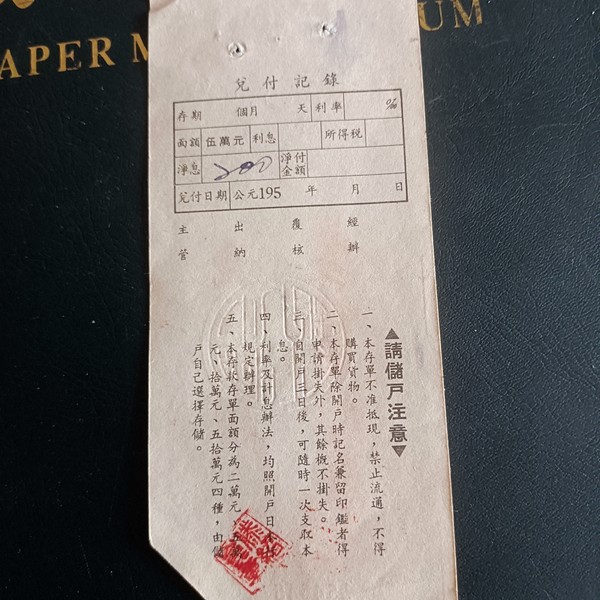 APER M UM
兌付記錄
存期 個月 天 利率 ‰
面額 伍萬元 利息 所得稅
淨息 200 淨付金額
兌付日期 公元195 年 月 日
主管 出納 覆核 經辦
▲請儲戶注意▼
一、本存單不准抵現，禁止流通，不得
購買貨物。
二、本存單除開戶時記名兼留印鑑者得
申請掛失外，其餘概不掛失。
三、自開戶三日後，可隨時一次支取本
息。
四、利率及計息辦法，均照開戶日本
規定辦理。
五、本存款存單面額分為二萬元、五萬
元、拾萬元、五拾萬元四種，由儲
戶自己選擇存儲。